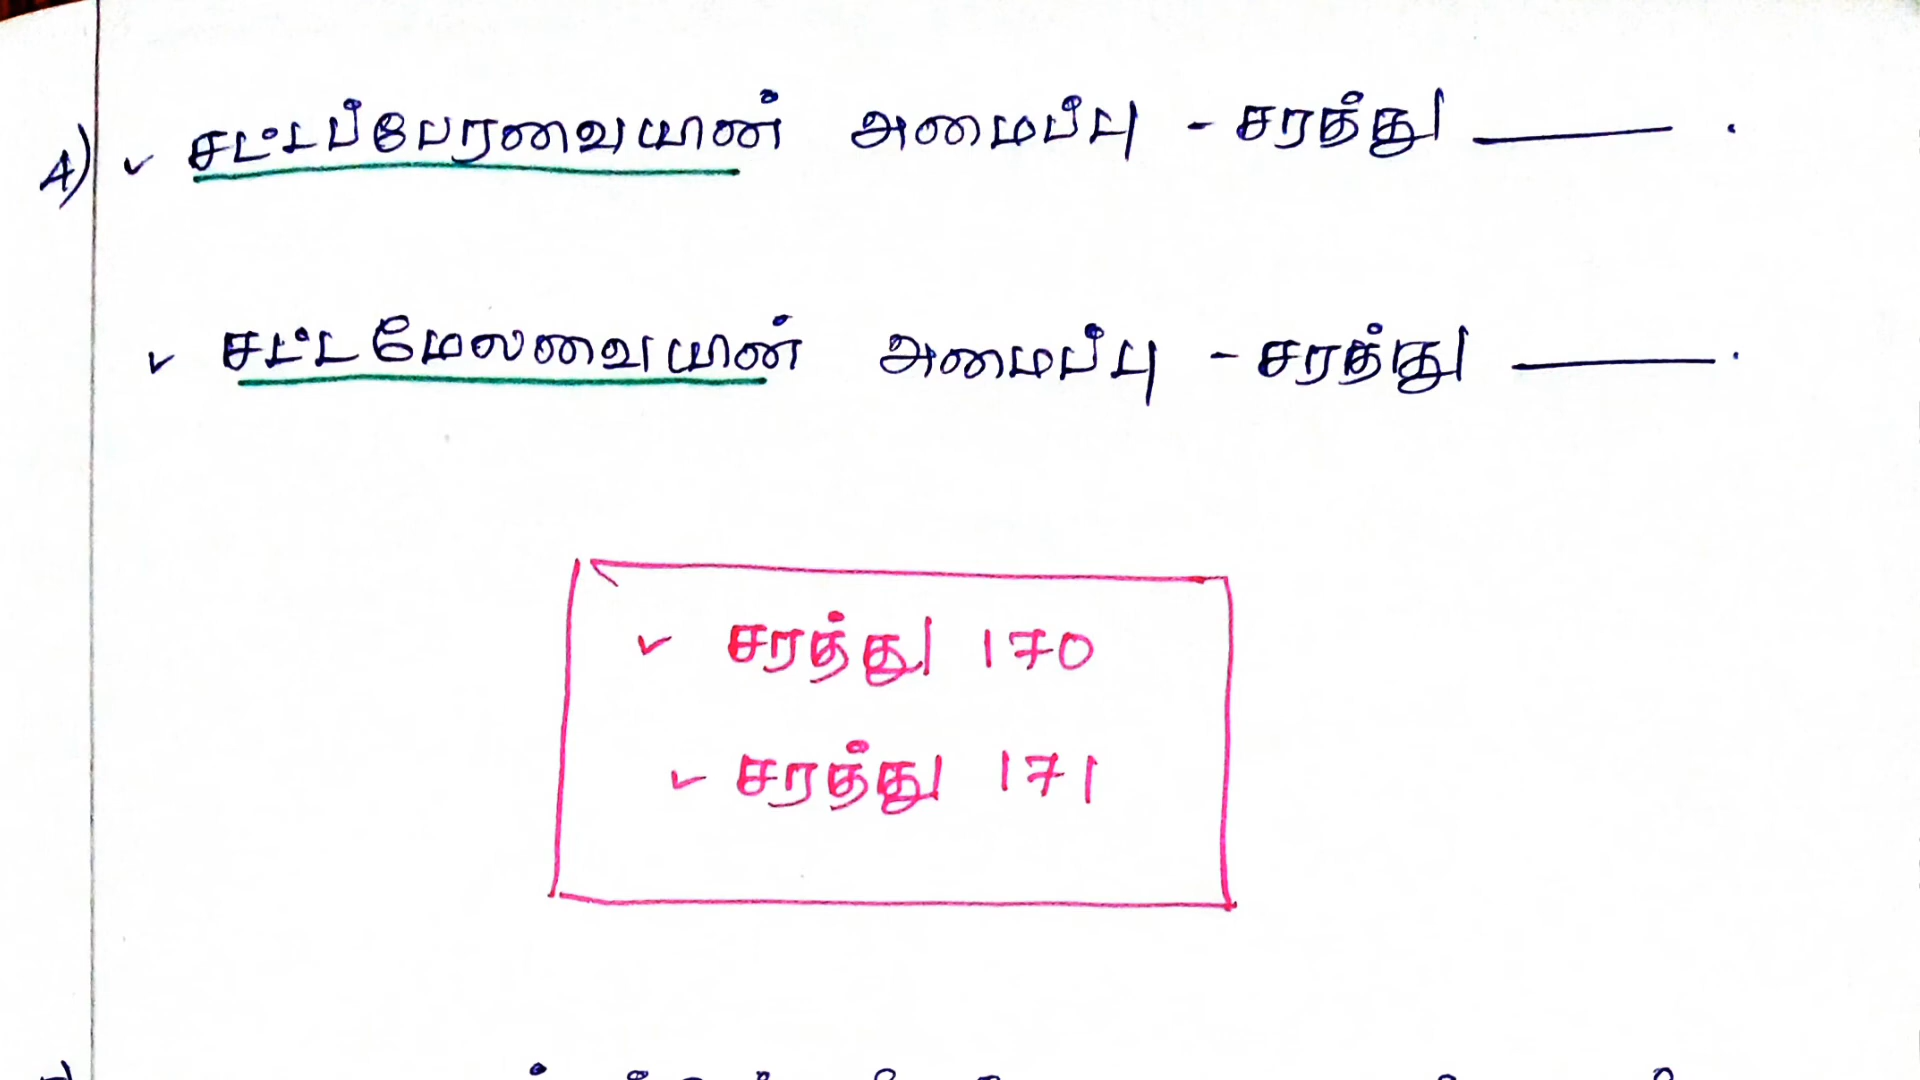 4) ✓ சட்டப்பேரவையின் அமைப்பு - சரத்து ______ .
✓ சட்டமேலவையின் அமைப்பு - சரத்து ______ .
✓ சரத்து 170
✓ சரத்து 171